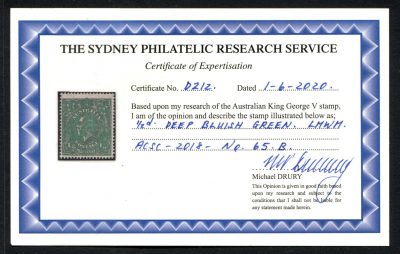 THE SYDNEY PHILATELIC RESEARCH SERVICE
Certificate of Expertisation
Certificate No. D212. Dated 1-6-2020.
Based upon my research of the Australian King George V stamp,
I am of the opinion and describe the stamp illustrated below as;
½d. DEEP BLUISH GREEN. LMWM.
ACSC-2018- No. 65.B.
Michael DRURY
This Opinion is given in good faith based
upon my research and subject to the
conditions that I shall not be liable for
any statement made herein.